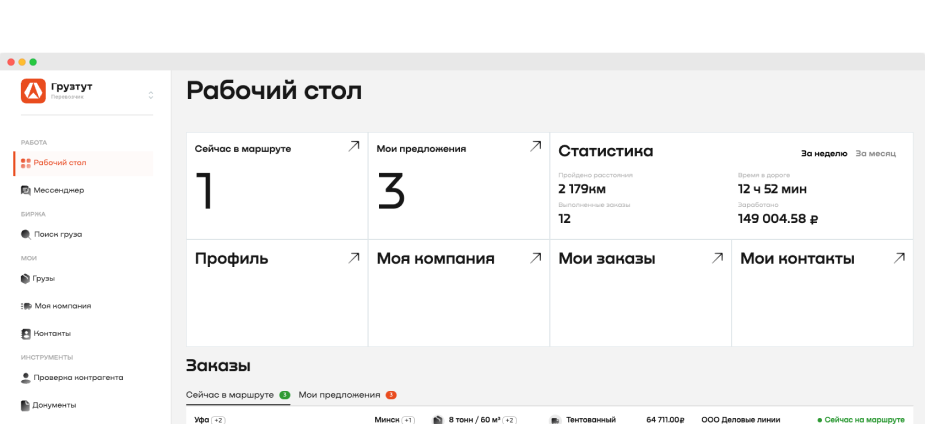 Грузтут
Перевозчик
Рабочий стол
РАБОТА
Рабочий стол
Мессенджер
БИРЖА
Поиск груза
МОИ
Грузы
Моя компания
Контакты
ИНСТРУМЕНТЫ
Проверка контрагента
Документы
Сейчас в маршруте
1
Мои предложения
3
Статистика
За неделю За месяц
Пройдено расстояния
2 179км
Время в дороге
12 ч 52 мин
Выполненные заказы
12
Заработано
149 004.58 ₽
Профиль
Моя компания
Мои заказы
Мои контакты
Заказы
Сейчас в маршруте 3 Мои предложения 3
Уфа +2 Минск +1 8 тонн / 60 м³ +2 Тентованный 64 711.00₽ ООО Деловые линии Сейчас на маршруте